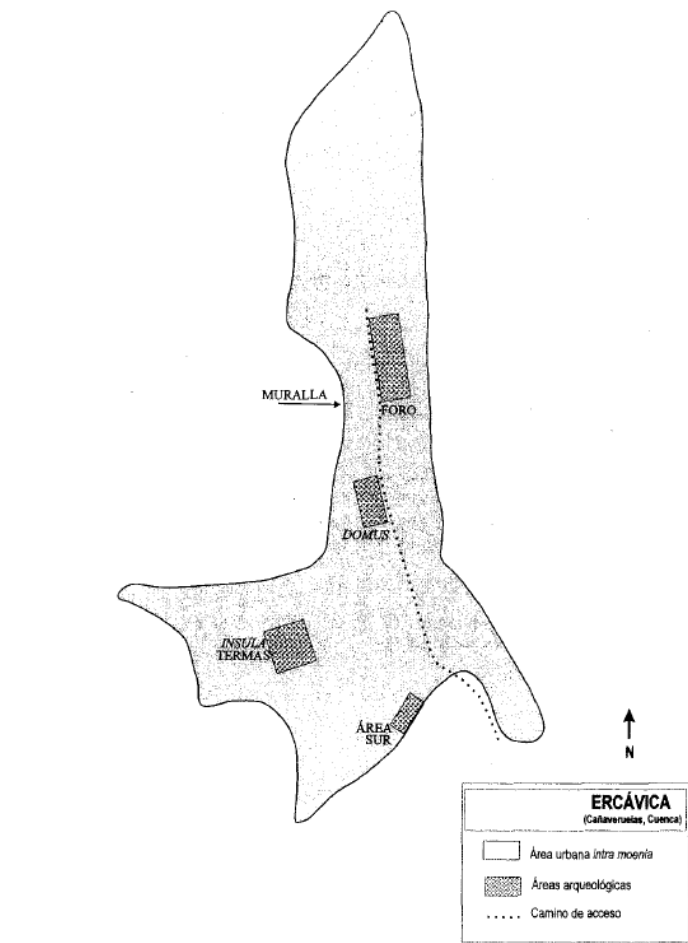 MURALLA
FORO
DOMUS
INSULA
TERMAS
ÁREA
SUR
N
ERCÁVICA
(Cañaveruelas, Cuenca)
Área urbana intra moenia
Áreas arqueológicas
Camino de acceso